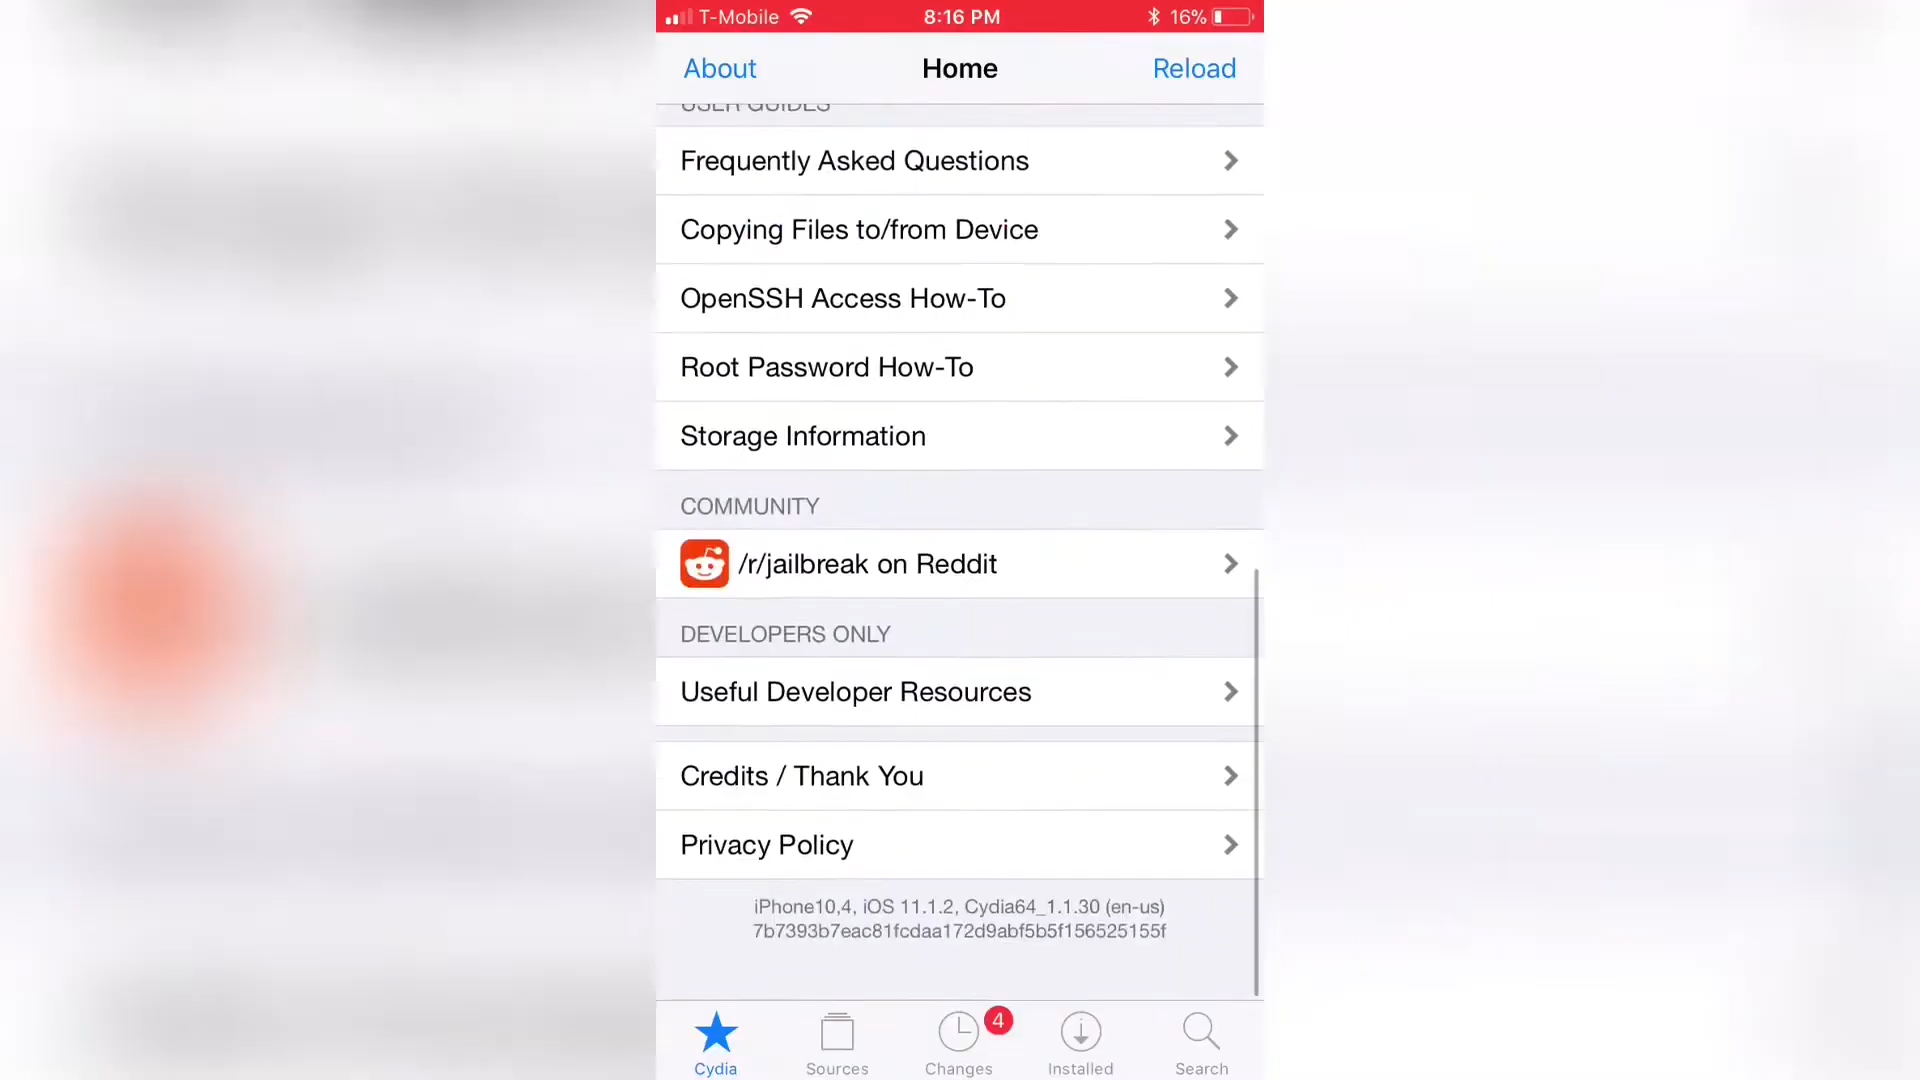 T-Mobile 8:16 PM 16%
About Home Reload
USER GUIDES
Frequently Asked Questions
Copying Files to/from Device
OpenSSH Access How-To
Root Password How-To
Storage Information
COMMUNITY
/r/jailbreak on Reddit
DEVELOPERS ONLY
Useful Developer Resources
Credits / Thank You
Privacy Policy
iPhone10,4, iOS 11.1.2, Cydia64_1.1.30 (en-us)
7b7393b7eac81fcdaa172d9abf5b5f156525155f
4
Cydia Sources Changes Installed Search